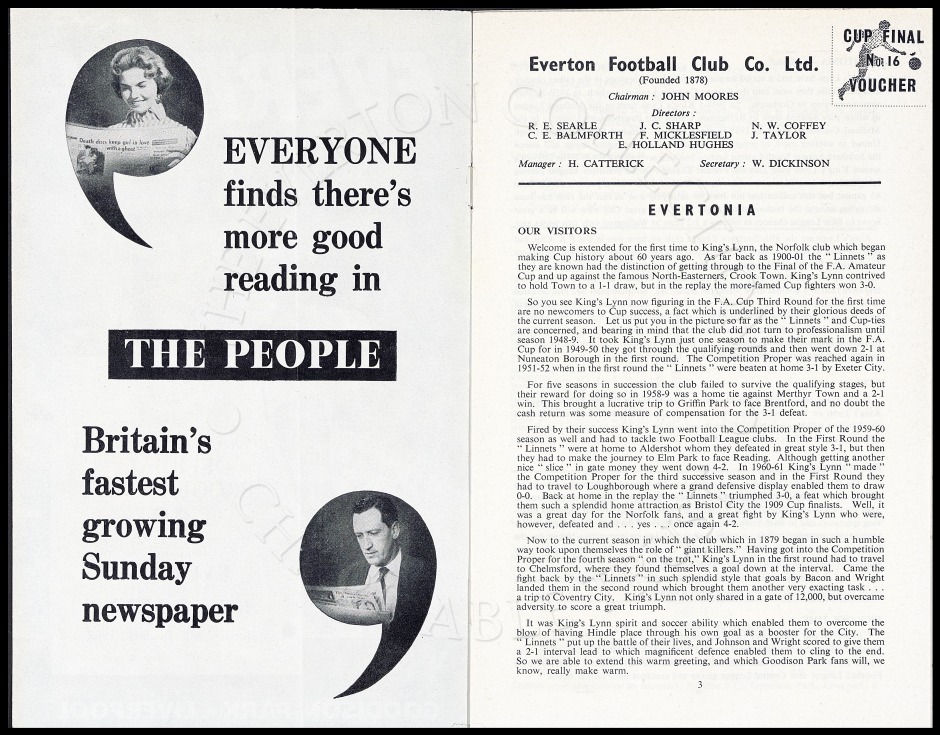 Death discs keep girl in love
with a ghost
EVERYONE
finds there's
more good
reading in
THE PEOPLE
Britain's
fastest
growing
Sunday
newspaper
CUP FINAL
No. 16
VOUCHER
Everton Football Club Co. Ltd.
(Founded 1878)
Chairman : JOHN MOORES
Directors :
R. E. SEARLE J. C. SHARP N. W. COFFEY
C. E. BALMFORTH F. MICKLESFIELD J. TAYLOR
E. HOLLAND HUGHES
Manager : H. CATTERICK Secretary : W. DICKINSON
EVERTONIA
OUR VISITORS
Welcome is extended for the first time to King's Lynn, the Norfolk club which began
making Cup history about 60 years ago. As far back as 1900-01 the " Linnets " as
they are known had the distinction of getting through to the Final of the F.A. Amateur
Cup and up against the famous North-Easterners, Crook Town. King's Lynn contrived
to hold Town to a 1-1 draw, but in the replay the more-famed Cup fighters won 3-0.
So you see King's Lynn now figuring in the F.A. Cup Third Round for the first time
are no newcomers to Cup success, a fact which is underlined by their glorious deeds of
the current season. Let us put you in the picture so far as the " Linnets " and Cup-ties
are concerned, and bearing in mind that the club did not turn to professionalism until
season 1948-9. It took King's Lynn just one season to make their mark in the F.A.
Cup for in 1949-50 they got through the qualifying rounds and then went down 2-1 at
Nuneaton Borough in the first round. The Competition Proper was reached again in
1951-52 when in the first round the " Linnets " were beaten at home 3-1 by Exeter City.
For five seasons in succession the club failed to survive the qualifying stages, but
their reward for doing so in 1958-9 was a home tie against Merthyr Town and a 2-1
win. This brought a lucrative trip to Griffin Park to face Brentford, and no doubt the
cash return was some measure of compensation for the 3-1 defeat.
Fired by their success King's Lynn went into the Competition Proper of the 1959-60
season as well and had to tackle two Football League clubs. In the First Round the
" Linnets " were at home to Aldershot whom they defeated in great style 3-1, but then
they had to make the journey to Elm Park to face Reading. Although getting another
nice " slice " in gate money they went down 4-2. In 1960-61 King's Lynn " made "
the Competition Proper for the third successive season and in the First Round they
had to travel to Loughborough where a grand defensive display enabled them to draw
0-0. Back at home in the replay the " Linnets " triumphed 3-0, a feat which brought
them such a splendid home attraction as Bristol City the 1909 Cup finalists. Well, it
was a great day for the Norfolk fans, and a great fight by King's Lynn who were,
however, defeated and . . . yes . . . once again 4-2.
Now to the current season in which the club which in 1879 began in such a humble
way took upon themselves the role of " giant killers." Having got into the Competition
Proper for the fourth season " on the trot," King's Lynn in the first round had to travel
to Chelmsford, where they found themselves a goal down at the interval. Came the
fight back by the " Linnets " in such splendid style that goals by Bacon and Wright
landed them in the second round which brought them another very exacting task . . .
a trip to Coventry City. King's Lynn not only shared in a gate of 12,000, but overcame
adversity to score a great triumph.
It was King's Lynn spirit and soccer ability which enabled them to overcome the
blow of having Hindle place through his own goal as a booster for the City. The
" Linnets " put up the battle of their lives, and Johnson and Wright scored to give them
a 2-1 interval lead to which magnificent defence enabled them to cling to the end.
So we are able to extend this warm greeting, and which Goodison Park fans will, we
know, really make warm.
3